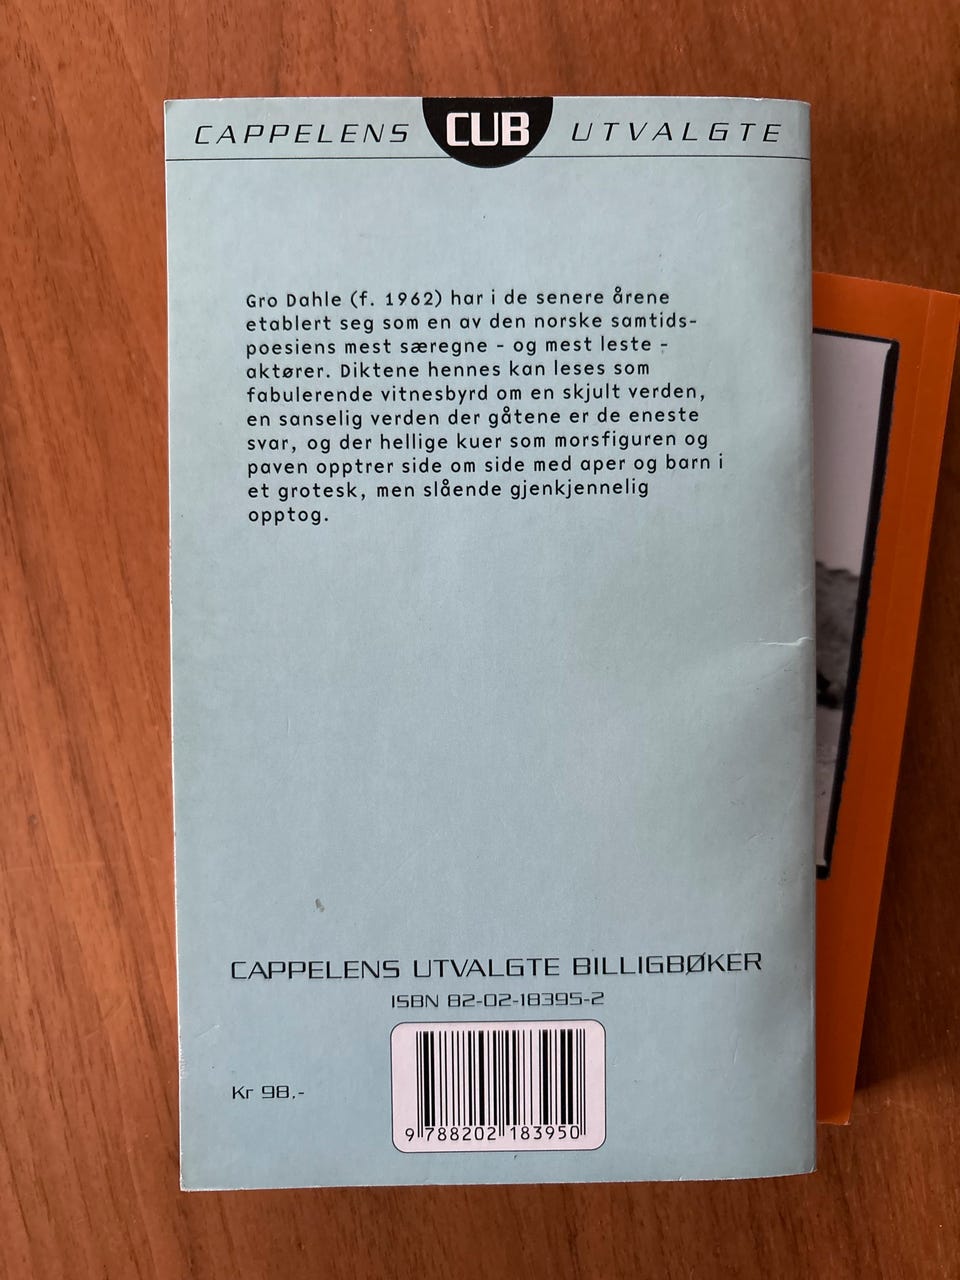 CAPPELENS CUB UTVALGTE
Gro Dahle (f. 1962) har i de senere årene
etablert seg som en av den norske samtids-
poesiens mest særegne - og mest leste -
aktører. Diktene hennes kan leses som
fabulerende vitnesbyrd om en skjult verden,
en sanselig verden der gåtene er de eneste
svar, og der hellige kuer som morsfiguren og
paven opptrer side om side med aper og barn i
et grotesk, men slående gjenkjennelig
opptog.
CAPPELENS UTVALGTE BILLIGBØKER
ISBN 82-02-18395-2
Kr 98,-
9 788202 183950